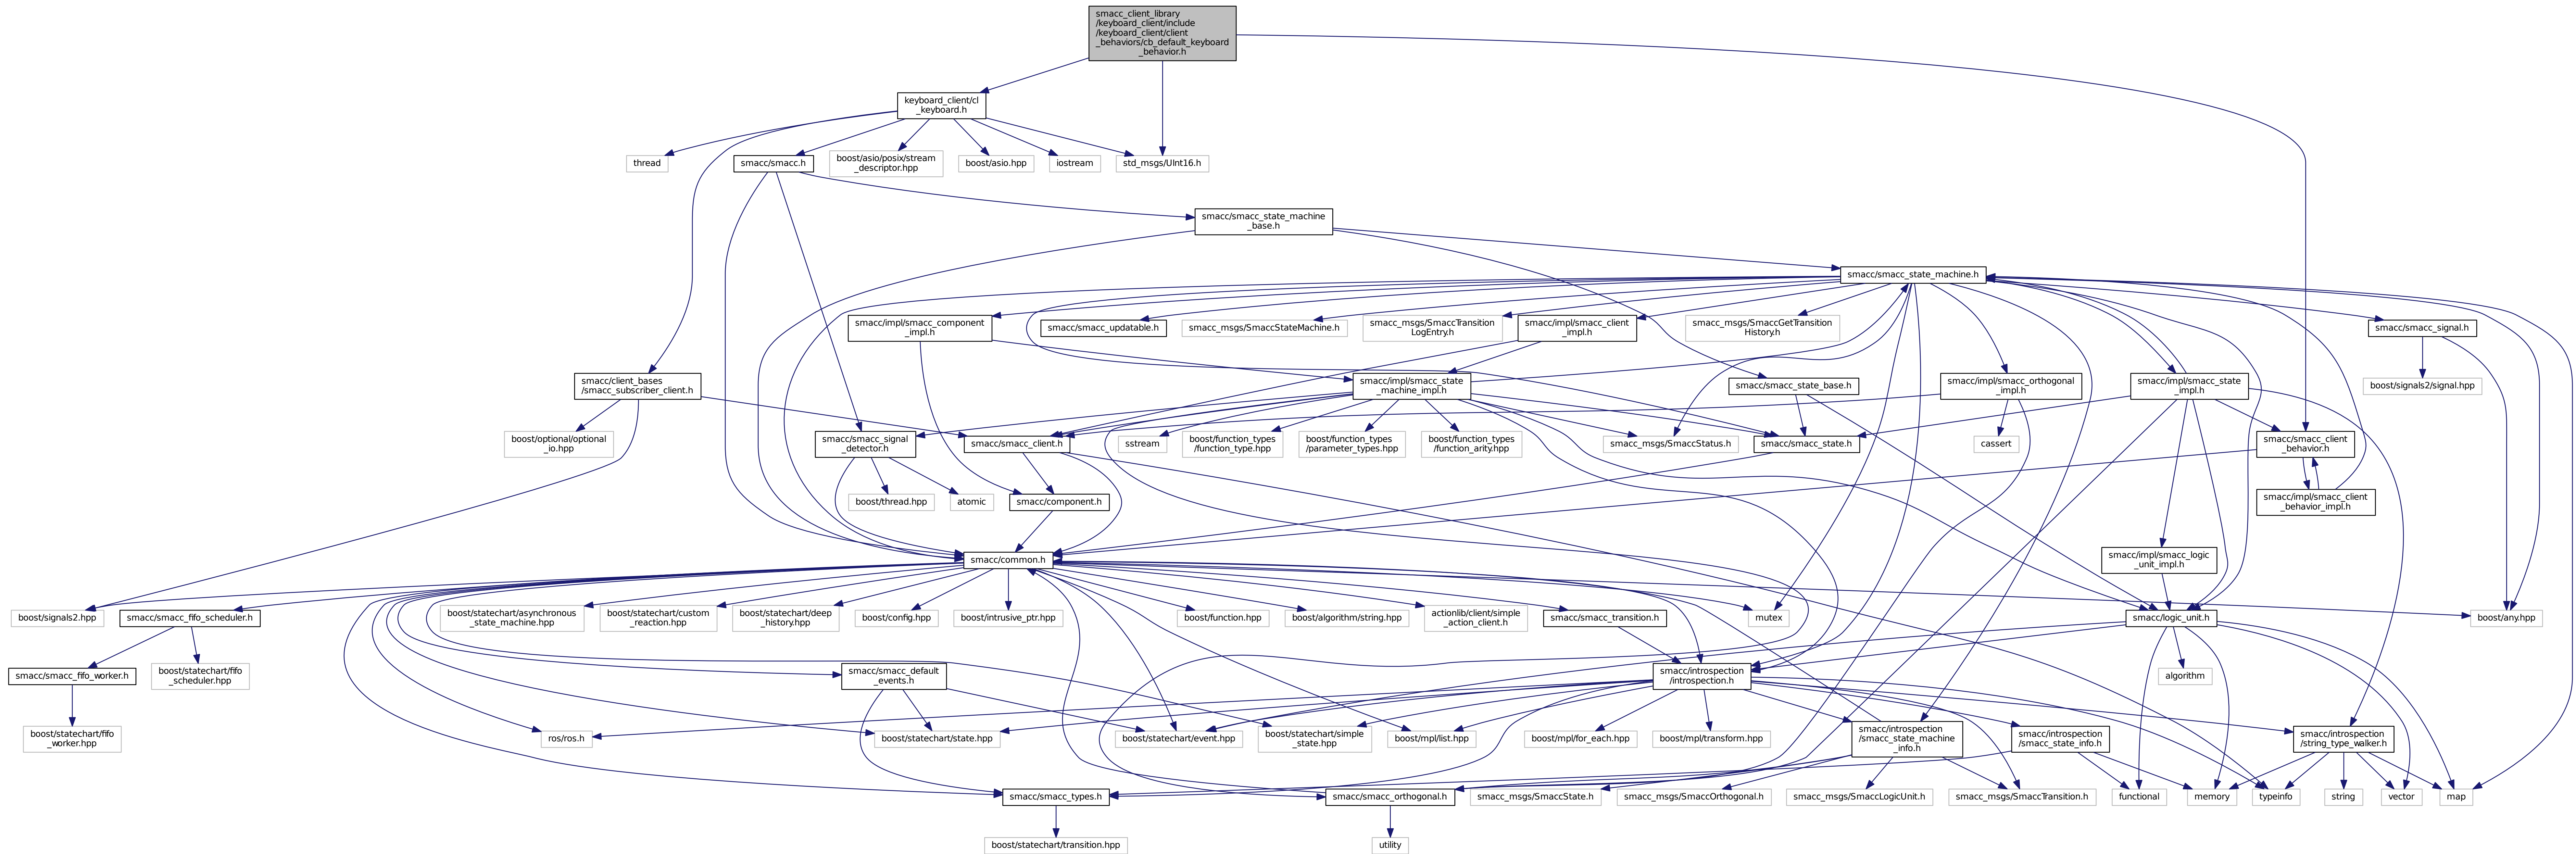 smacc_client_library
/keyboard_client/include
/keyboard_client/client
_behaviors/cb_default_keyboard
_behavior.h
keyboard_client/cl
_keyboard.h
thread
smacc/smacc.h
boost/asio/posix/stream
_descriptor.hpp
boost/asio.hpp
iostream
std_msgs/UInt16.h
smacc/smacc_state_machine
_base.h
smacc/smacc_state_machine.h
smacc/impl/smacc_component
_impl.h
smacc/smacc_updatable.h
smacc_msgs/SmaccStateMachine.h
smacc_msgs/SmaccTransition
LogEntry.h
smacc/impl/smacc_client
_impl.h
smacc_msgs/SmaccGetTransition
History.h
smacc/smacc_signal.h
smacc/client_bases
/smacc_subscriber_client.h
smacc/impl/smacc_state
_machine_impl.h
smacc/smacc_state_base.h
smacc/impl/smacc_orthogonal
_impl.h
smacc/impl/smacc_state
_impl.h
boost/signals2/signal.hpp
boost/optional/optional
_io.hpp
smacc/smacc_signal
_detector.h
smacc/smacc_client.h
sstream
boost/function_types
/function_type.hpp
boost/function_types
/parameter_types.hpp
boost/function_types
/function_arity.hpp
smacc_msgs/SmaccStatus.h
smacc/smacc_state.h
cassert
smacc/smacc_client
_behavior.h
boost/thread.hpp
atomic
smacc/component.h
smacc/impl/smacc_client
_behavior_impl.h
smacc/common.h
smacc/impl/smacc_logic
_unit_impl.h
boost/signals2.hpp
smacc/smacc_fifo_scheduler.h
boost/statechart/asynchronous
_state_machine.hpp
boost/statechart/custom
_reaction.hpp
boost/statechart/deep
_history.hpp
boost/config.hpp
boost/intrusive_ptr.hpp
boost/function.hpp
boost/algorithm/string.hpp
actionlib/client/simple
_action_client.h
smacc/smacc_transition.h
mutex
smacc/logic_unit.h
boost/any.hpp
smacc/smacc_fifo_worker.h
boost/statechart/fifo
_scheduler.hpp
smacc/smacc_default
_events.h
smacc/introspection
/introspection.h
algorithm
boost/statechart/fifo
_worker.hpp
ros/ros.h
boost/statechart/state.hpp
boost/statechart/event.hpp
boost/statechart/simple
_state.hpp
boost/mpl/list.hpp
boost/mpl/for_each.hpp
boost/mpl/transform.hpp
smacc/introspection
/smacc_state_machine
_info.h
smacc/introspection
/smacc_state_info.h
smacc/introspection
/string_type_walker.h
smacc/smacc_types.h
smacc/smacc_orthogonal.h
smacc_msgs/SmaccState.h
smacc_msgs/SmaccOrthogonal.h
smacc_msgs/SmaccLogicUnit.h
smacc_msgs/SmaccTransition.h
functional
memory
typeinfo
string
vector
map
boost/statechart/transition.hpp
utility